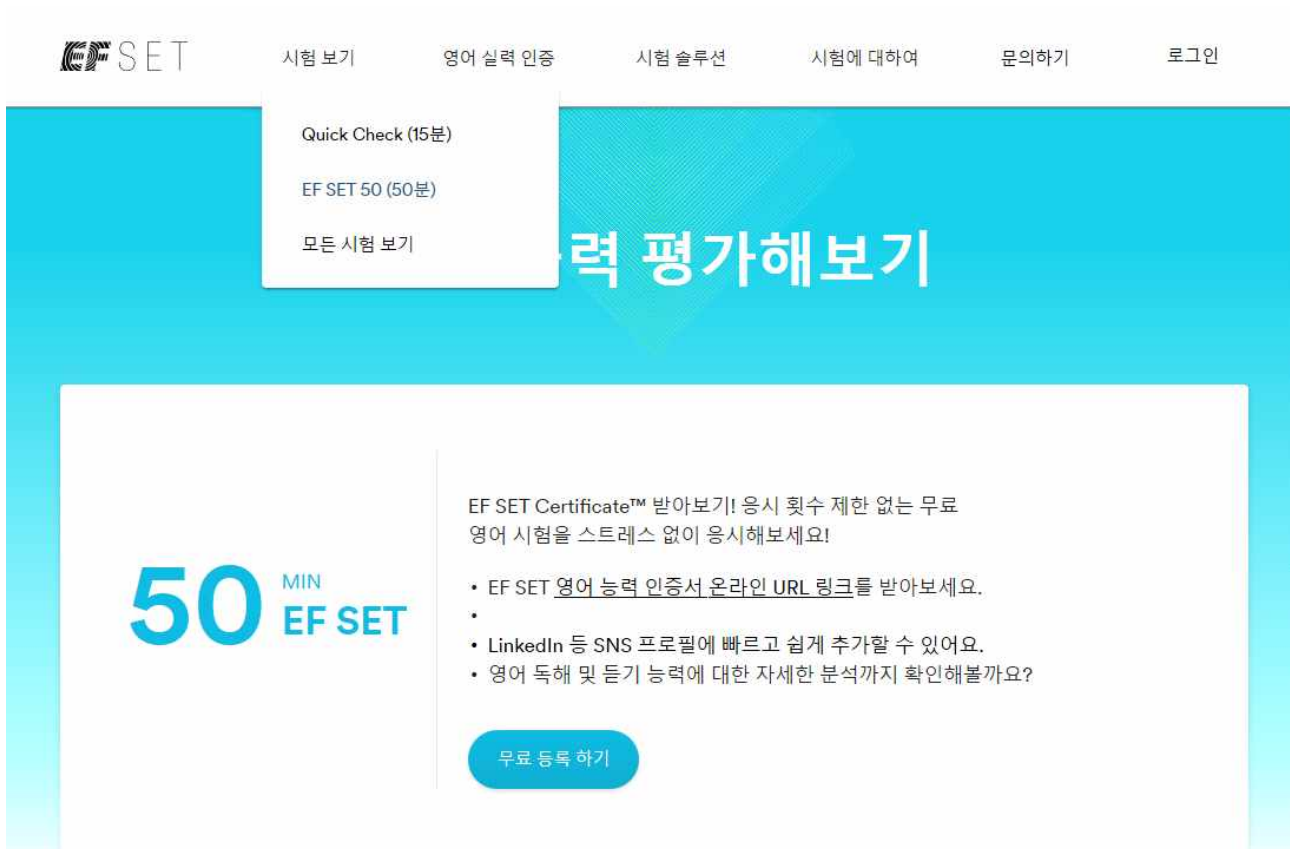 EF SET
시험 보기 영어 실력 인증 시험 솔루션 시험에 대하여 문의하기 로그인
Quick Check (15분)
EF SET 50 (50분)
모든 시험 보기
력 평가해보기
50 MIN
EF SET
EF SET Certificate™ 받아보기! 응시 횟수 제한 없는 무료
영어 시험을 스트레스 없이 응시해보세요!
• EF SET 영어 능력 인증서 온라인 URL 링크를 받아보세요.
•
• LinkedIn 등 SNS 프로필에 빠르고 쉽게 추가할 수 있어요.
• 영어 독해 및 듣기 능력에 대한 자세한 분석까지 확인해볼까요?
무료 등록 하기